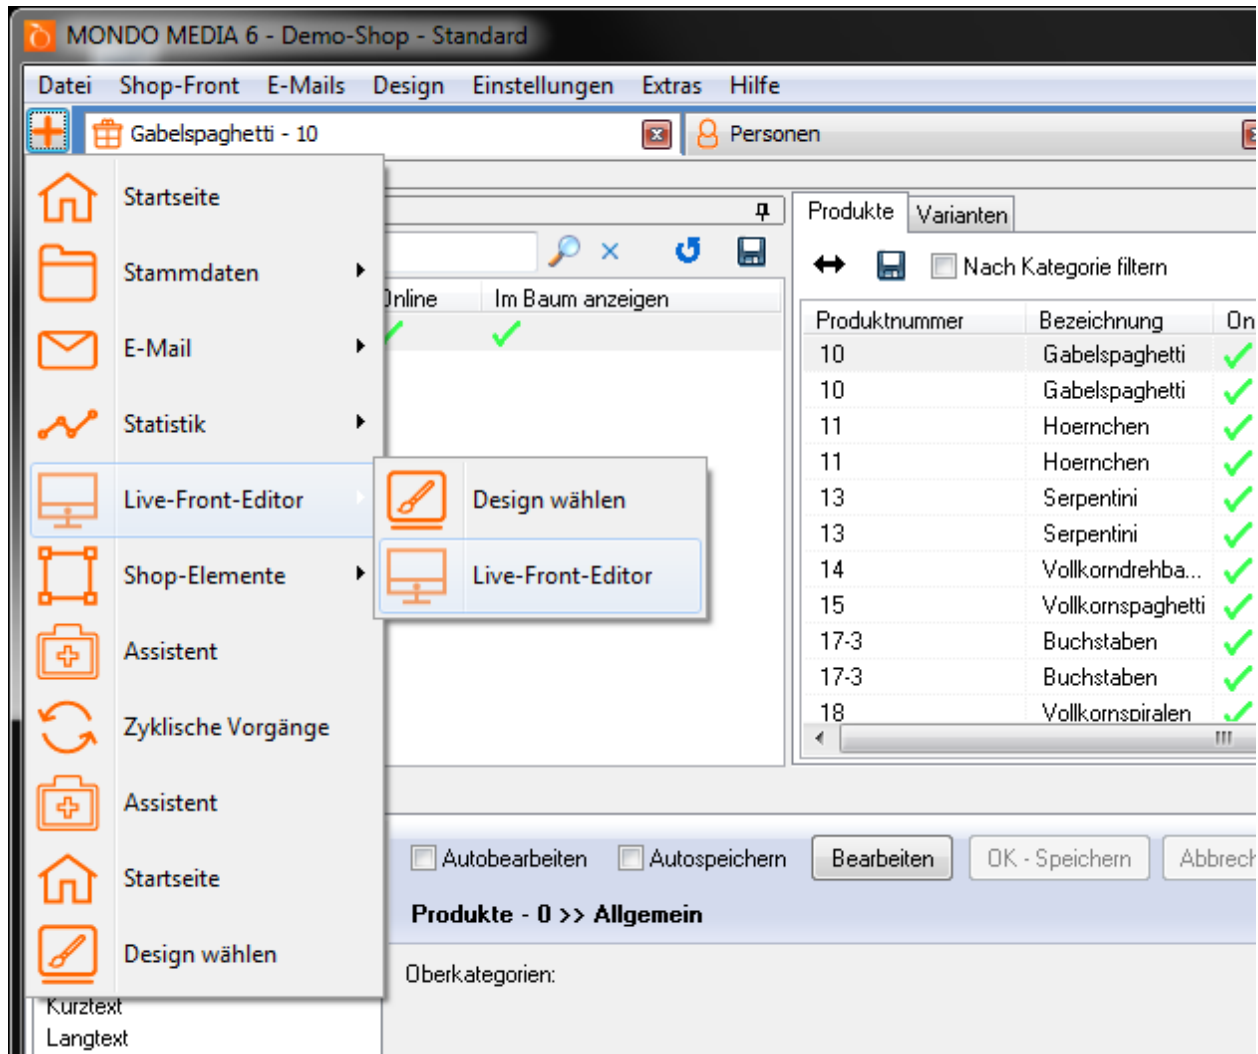 MONDO MEDIA 6 - Demo-Shop - Standard
Datei Shop-Front E-Mails Design Einstellungen Extras Hilfe
Gabelspaghetti - 10 Personen
Startseite
Stammdaten
E-Mail
Statistik
Live-Front-Editor
Shop-Elemente
Assistent
Zyklische Vorgänge
Assistent
Startseite
Design wählen
Design wählen
Live-Front-Editor
Online Im Baum anzeigen
Produkte Varianten
Nach Kategorie filtern
Produktnummer Bezeichnung On
10 Gabelspaghetti
10 Gabelspaghetti
11 Hoernchen
11 Hoernchen
13 Serpentini
13 Serpentini
14 Vollkorndrehba...
15 Vollkornspaghetti
17-3 Buchstaben
17-3 Buchstaben
18 Vollkornspiralen
Autobearbeiten Autospeichern Bearbeiten OK - Speichern Abbrech
Produkte - 0 >> Allgemein
Oberkategorien:
Kurztext
Langtext